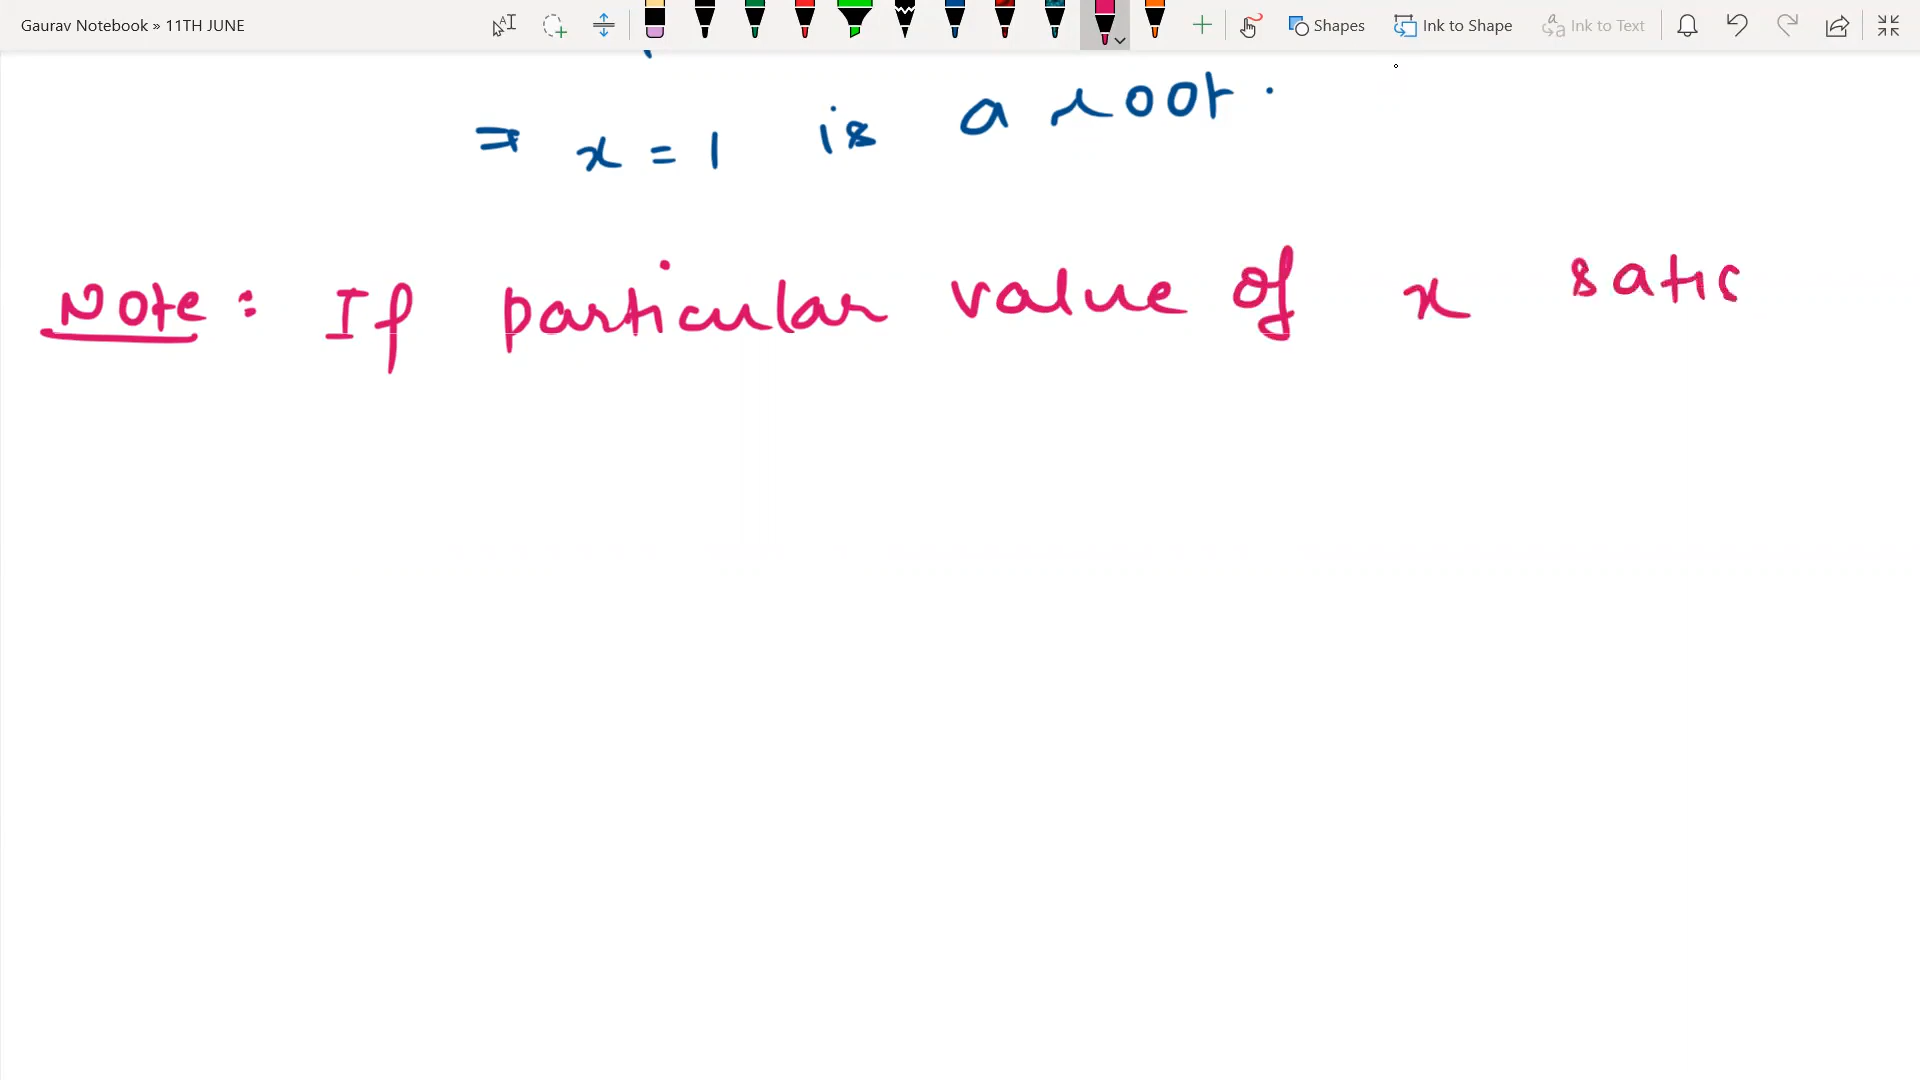 Gaurav Notebook » 11TH JUNE
Shapes
Ink to Shape
Ink to Text
⇒ x = 1 is a root.
Note: If particular value of x satis